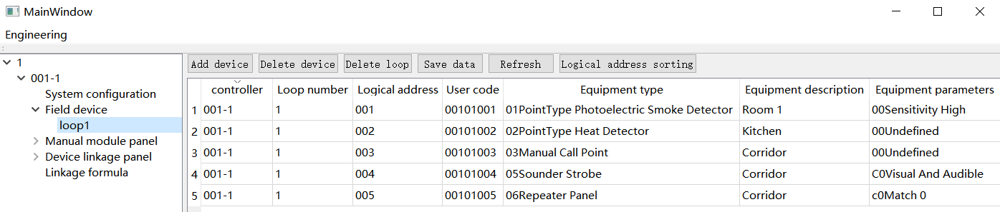 MainWindow
Engineering
1
001-1
System configuration
Field device
loop1
Manual module panel
Device linkage panel
Linkage formula
Add device Delete device Delete loop Save data Refresh Logical address sorting
controller Loop number Logical address User code Equipment type Equipment description Equipment parameters
1 001-1 1 001 00101001 01PointType Photoelectric Smoke Detector Room 1 00Sensitivity High
2 001-1 1 002 00101002 02PointType Heat Detector Kitchen 00Undefined
3 001-1 1 003 00101003 03Manual Call Point Corridor 00Undefined
4 001-1 1 004 00101004 05Sounder Strobe Corridor C0Visual And Audible
5 001-1 1 005 00101005 06Repeater Panel Corridor c0Match 0